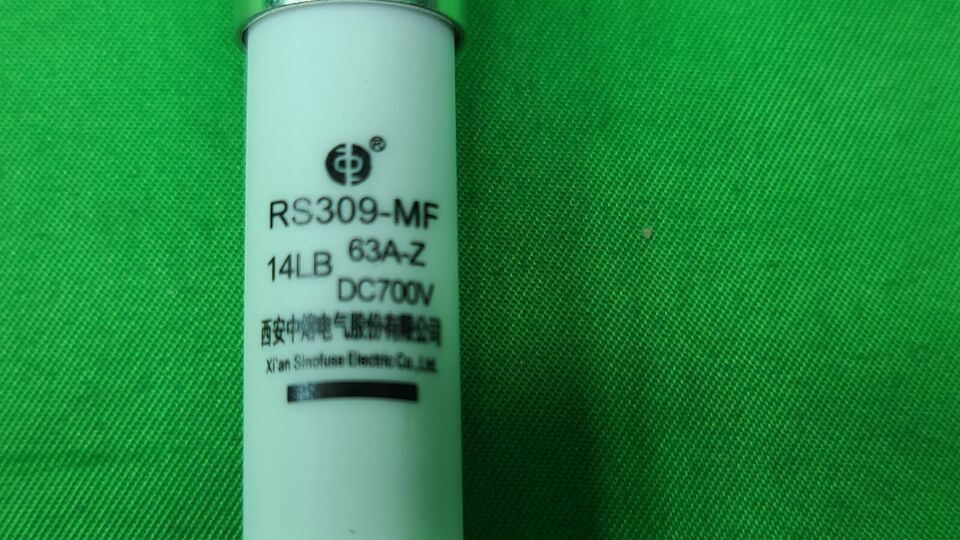 ®
RS309-MF
14LB 63A-Z
DC700V
西安中熔电气股份有限公司
Xi'an Sinofuse Electric Co.,Ltd.